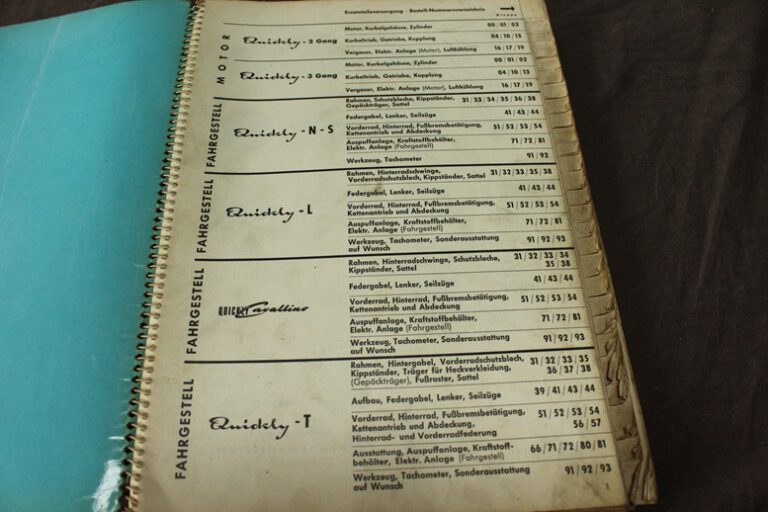 Ersatzteilversorgung · Bestell-Nummernverzeichnis
Gruppe
MOTOR
Quickly - 2 Gang
Motor, Kurbelgehäuse, Zylinder 00/01/02
Kurbeltrieb, Getriebe, Kupplung 04/10/13
Vergaser, Elektr. Anlage (Motor), Luftkühlung 16/17/19
Quickly - 3 Gang
Motor, Kurbelgehäuse, Zylinder 00/01/02
Kurbeltrieb, Getriebe, Kupplung 04/10/13
Vergaser, Elektr. Anlage (Motor), Luftkühlung 16/17/19
FAHRGESTELL
Quickly - N - S
Rahmen, Schutzbleche, Kippständer, 31/33/34/35/36/38
Gepäckträger, Sattel
Federgabel, Lenker, Seilzüge 41/43/44
Vorderrad, Hinterrad, Fußbremsbetätigung, 51/52/53/54
Kettenantrieb und Abdeckung
Auspuffanlage, Kraftstoffbehälter, 71/72/81
Elektr. Anlage (Fahrgestell)
Werkzeug, Tachometer 91/92
FAHRGESTELL
Quickly - L
Rahmen, Hinterradschwinge, 31/32/33/35/38
Vorderradschutzblech, Kippständer, Sattel
Federgabel, Lenker, Seilzüge 41/43/44
Vorderrad, Hinterrad, Fußbremsbetätigung, 51/52/53/54
Kettenantrieb und Abdeckung
Auspuffanlage, Kraftstoffbehälter, 71/72/81
Elektr. Anlage (Fahrgestell)
Werkzeug, Tachometer, Sonderausstattung 91/92/93
auf Wunsch
FAHRGESTELL
QUICKLY Cavallino
Rahmen, Hinterradschwinge, Schutzbleche, 31/32/33/34
Kippständer, Sattel 35/38
Federgabel, Lenker, Seilzüge 41/43/44
Vorderrad, Hinterrad, Fußbremsbetätigung, 51/52/53/54
Kettenantrieb und Abdeckung
Auspuffanlage, Kraftstoffbehälter, 71/72/81
Elektr. Anlage (Fahrgestell)
Werkzeug, Tachometer, Sonderausstattung 91/92/93
auf Wunsch
FAHRGESTELL
Quickly - T
Rahmen, Hintergabel, Vorderradschutzblech, 31/32/33/35
Kippständer, Träger für Heckverkleidung, 36/37/38
(Gepäckträger), Fußraster, Sattel
Aufbau, Federgabel, Lenker, Seilzüge 39/41/43/44
Vorderrad, Hinterrad, Fußbremsbetätigung, 51/52/53/54
Kettenantrieb und Abdeckung, 56/57
Hinterrad- und Vorderradfederung
Ausstattung, Auspuffanlage, Kraftstoff- 66/71/72/80/81
behälter, Elektr. Anlage (Fahrgestell)
Werkzeug, Tachometer, Sonderausstattung 91/92/93
auf Wunsch
1